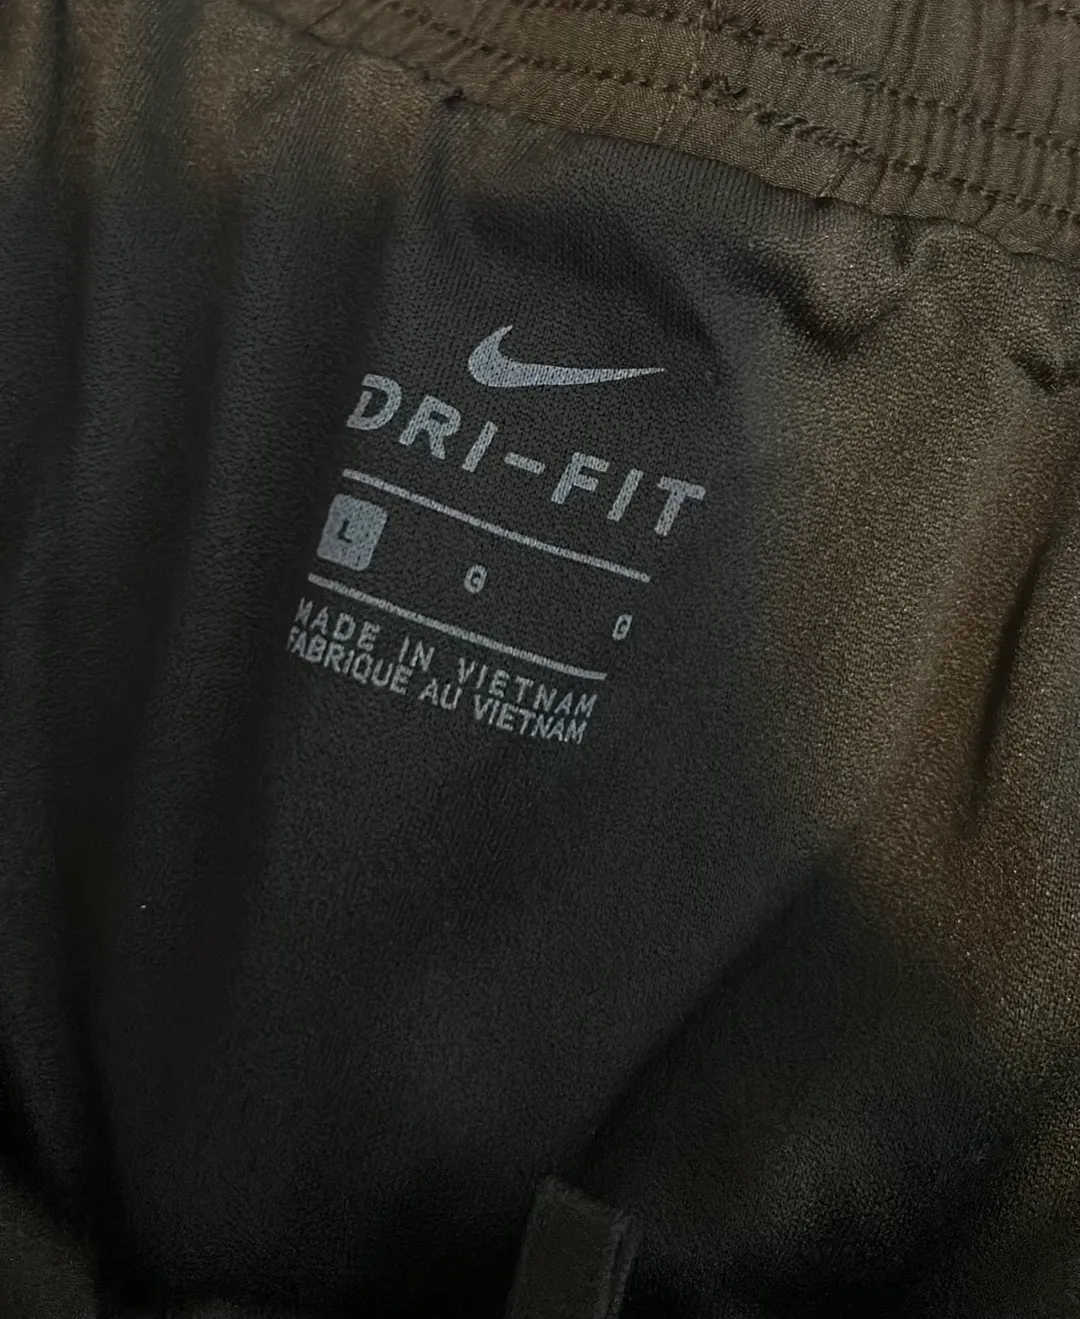 DRI-FIT
L G G
MADE IN VIETNAM
FABRIQUE AU VIETNAM